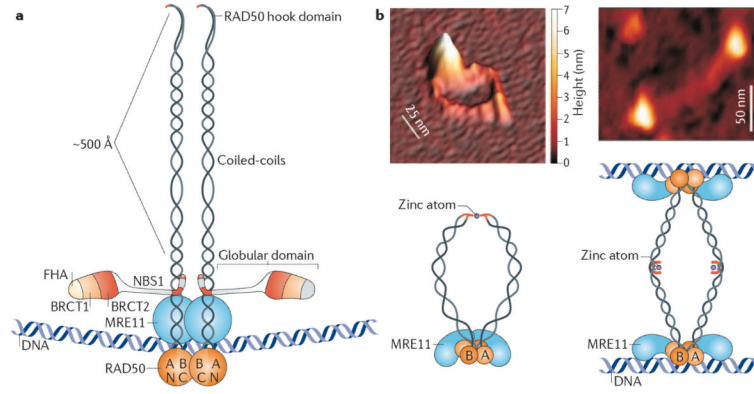 a
RAD50 hook domain
~500 Å
Coiled-coils
Globular domain
FHA
NBS1
BRCT1
BRCT2
MRE11
DNA
RAD50
A B B A
N C C N
b
7
6
5
4
3
2
1
0
Height (nm)
25 nm
50 nm
Zinc atom
MRE11
B A
Zinc atom
MRE11
B A
DNA